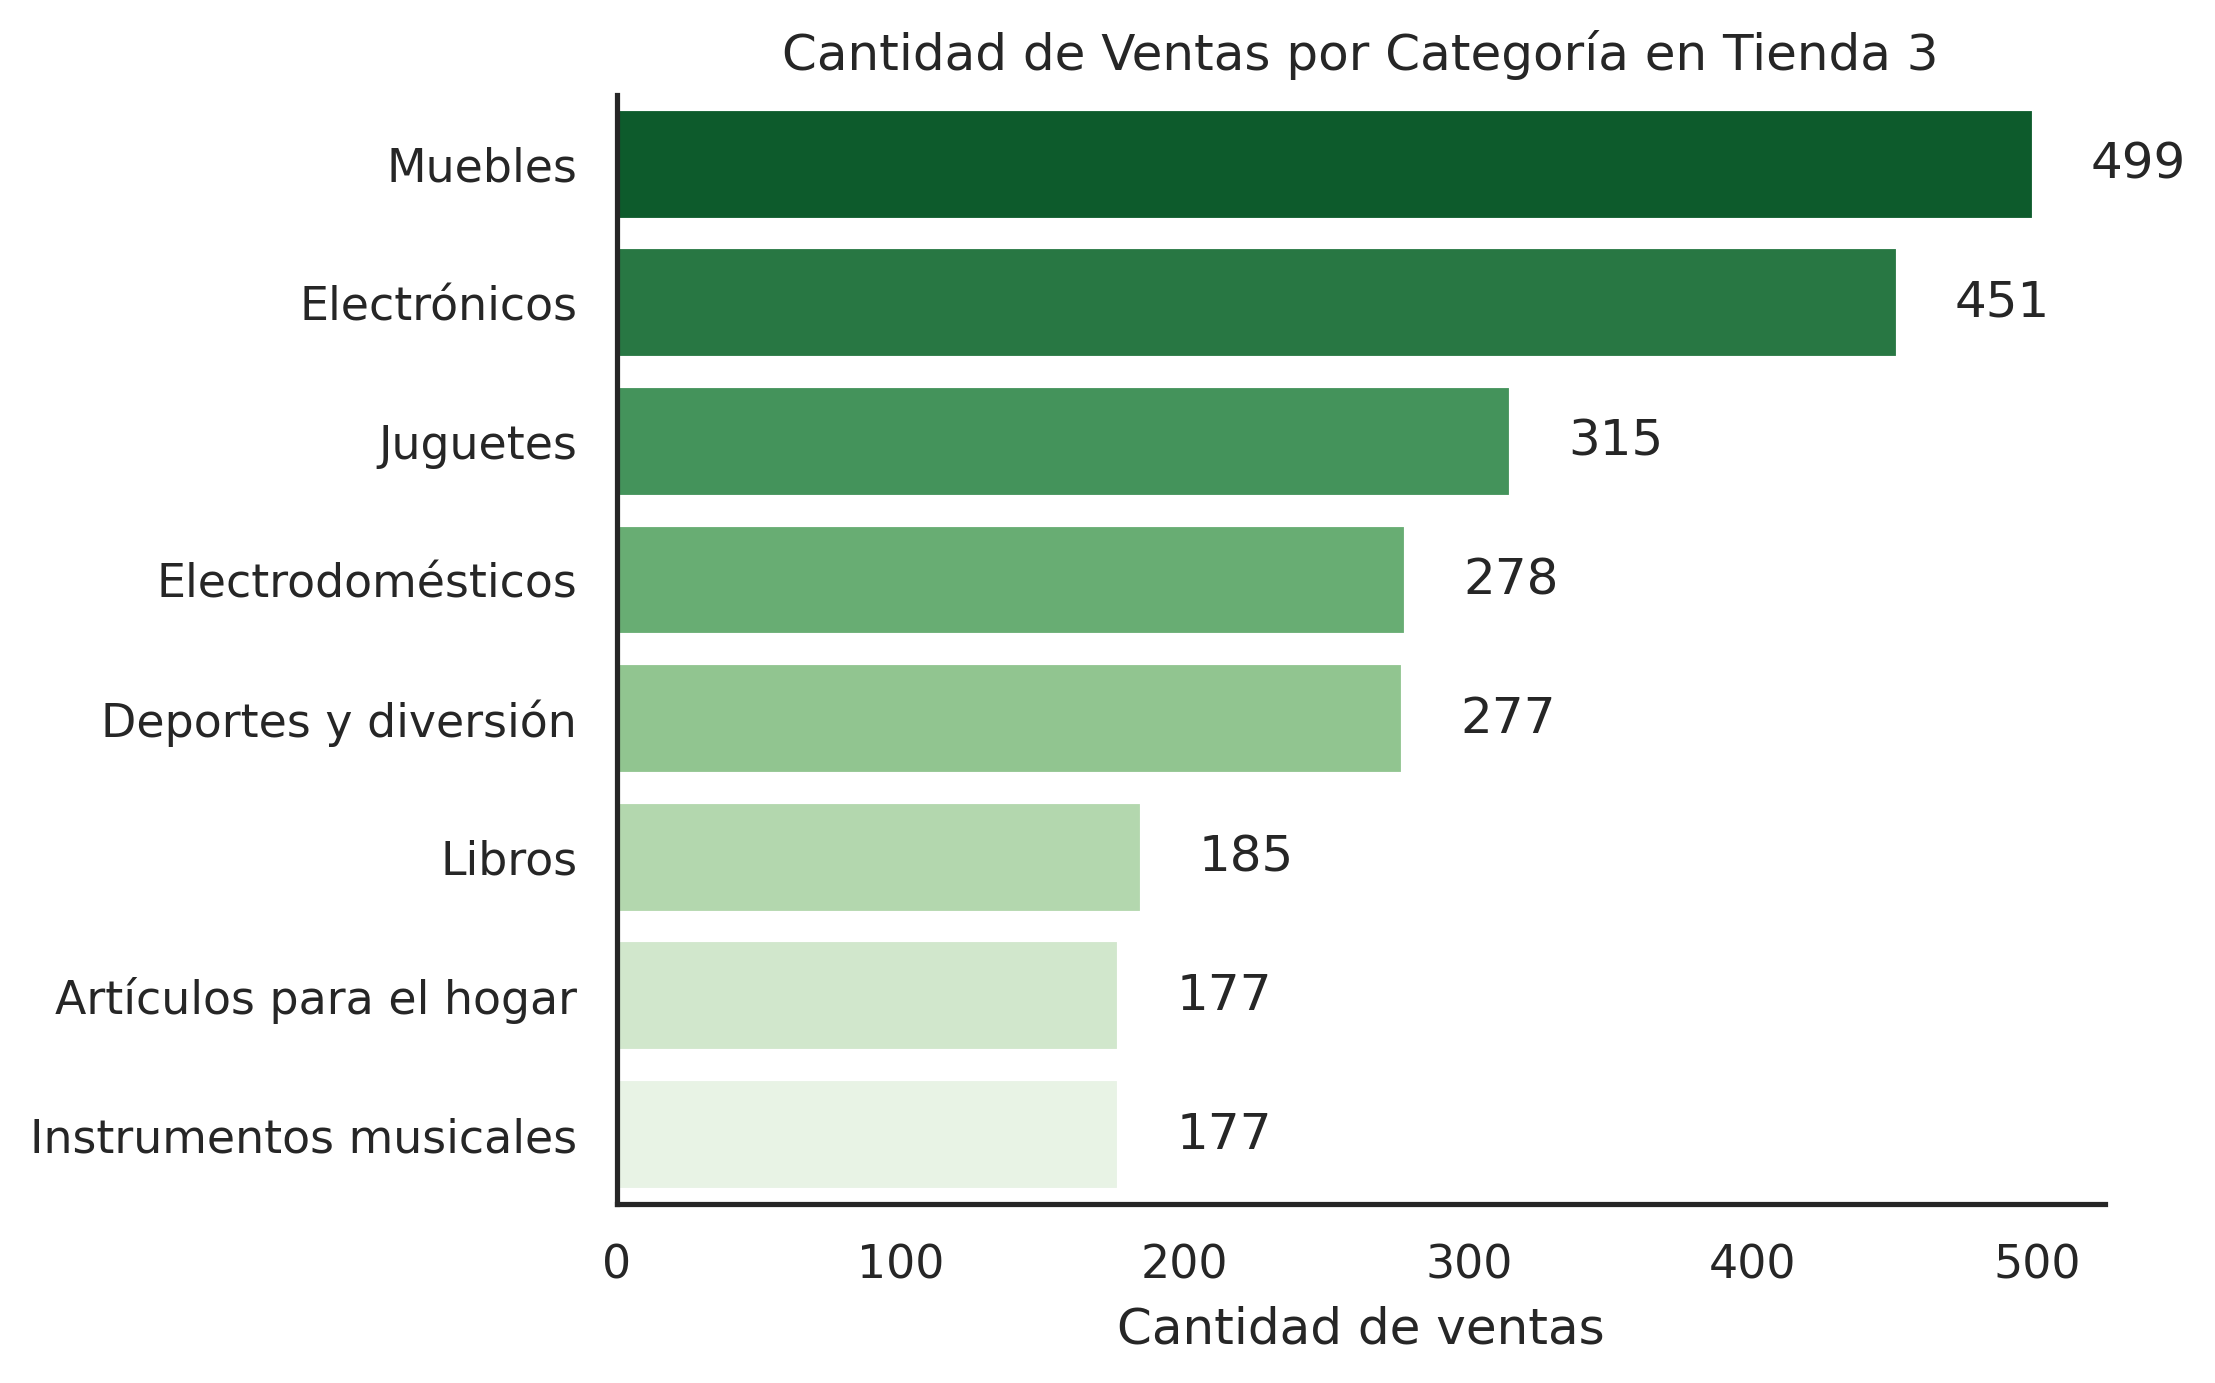 Cantidad de Ventas por Categoría en Tienda 3
Muebles 499
Electrónicos 451
Juguetes 315
Electrodomésticos 278
Deportes y diversión 277
Libros 185
Artículos para el hogar 177
Instrumentos musicales 177
0 100 200 300 400 500
Cantidad de ventas